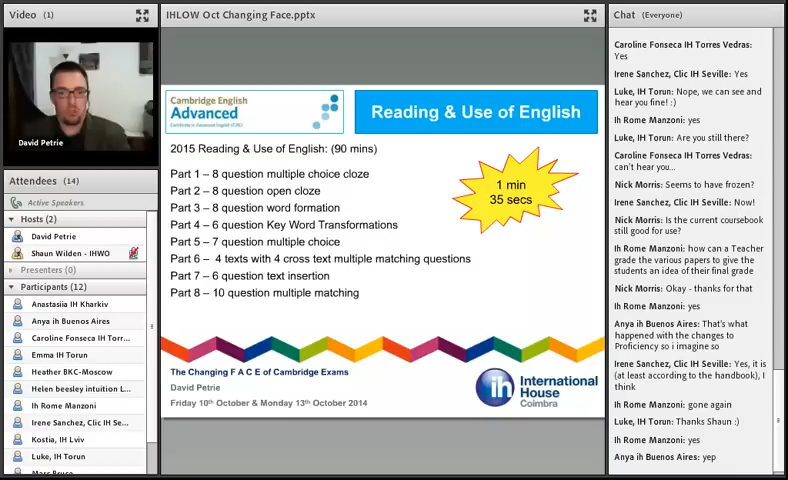 Video (1)
David Petrie
Attendees (14)
Active Speakers
Hosts (2)
David Petrie
Shaun Wilden - IHWO
Presenters (0)
Participants (12)
Anastasiia IH Kharkiv
Anya ih Buenos Aires
Caroline Fonseca IH Torr...
Emma IH Torun
Heather BKC-Moscow
Helen beesley intuition L...
Ih Rome Manzoni
Irene Sanchez, Clic IH Se...
Kostia, IH Lviv
Luke, IH Torun
Marc Bruce
IHLOW Oct Changing Face.pptx
Cambridge English
Advanced
Reading & Use of English
2015 Reading & Use of English: (90 mins)
Part 1 – 8 question multiple choice cloze
Part 2 – 8 question open cloze
Part 3 – 8 question word formation
Part 4 – 6 question Key Word Transformations
Part 5 – 7 question multiple choice
Part 6 – 4 texts with 4 cross text multiple matching questions
Part 7 – 6 question text insertion
Part 8 – 10 question multiple matching
1 min
35 secs
The Changing F A C E of Cambridge Exams
David Petrie
Friday 10th October & Monday 13th October 2014
ih
International
House
Coimbra
Chat (Everyone)
Caroline Fonseca IH Torres Vedras:
Yes
Irene Sanchez, Clic IH Seville: Yes
Luke, IH Torun: Nope, we can see and
hear you fine! :)
Ih Rome Manzoni: yes
Luke, IH Torun: Are you still there?
Caroline Fonseca IH Torres Vedras:
can't hear you...
Nick Morris: Seems to have frozen?
Irene Sanchez, Clic IH Seville: Now!
Nick Morris: Is the current coursebook
still good for use?
Ih Rome Manzoni: how can a Teacher
grade the various papers to give the
students an idea of their final grade
Nick Morris: Okay - thanks for that
Ih Rome Manzoni: yes
Anya ih Buenos Aires: That's what
happened with the changes to
Proficiency so i imagine so
Irene Sanchez, Clic IH Seville: Yes, it is
(at least according to the handbook), I
think
Ih Rome Manzoni: gone again
Luke, IH Torun: Thanks Shaun :)
Ih Rome Manzoni: yes
Anya ih Buenos Aires: yep